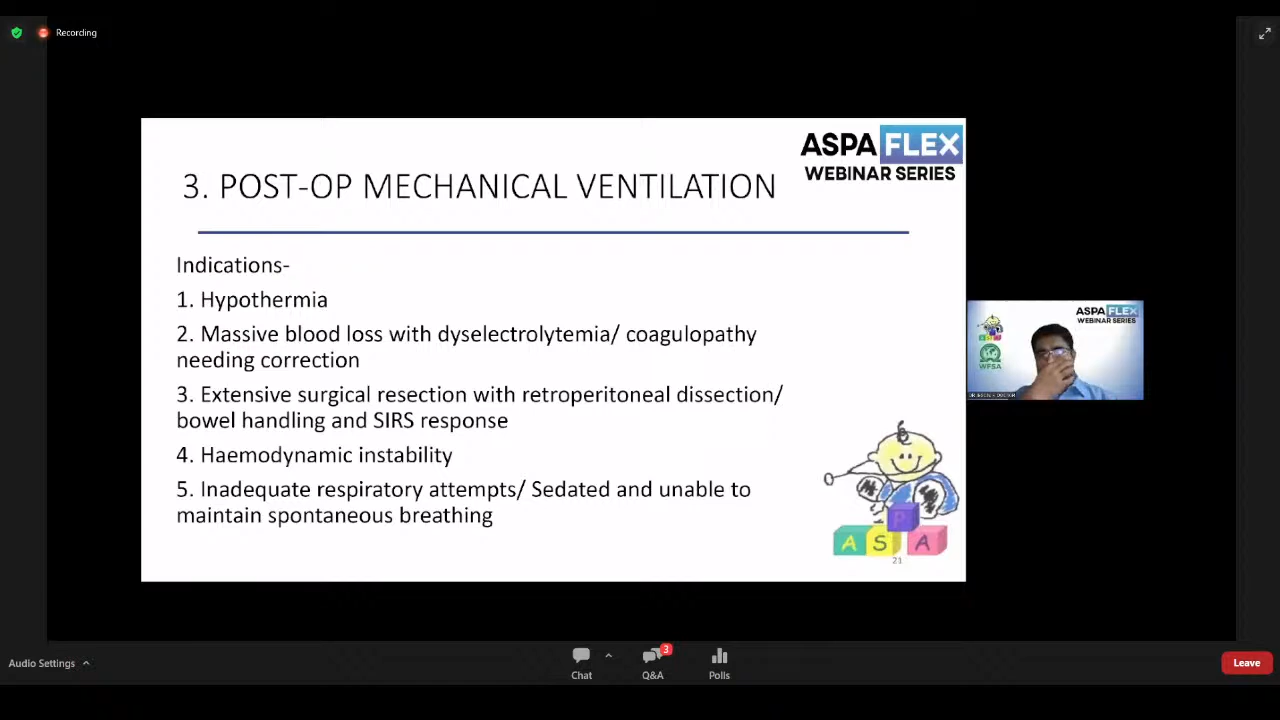 Recording
ASPA FLEX
WEBINAR SERIES
3. POST-OP MECHANICAL VENTILATION
Indications-
1. Hypothermia
2. Massive blood loss with dyselectrolytemia/ coagulopathy
needing correction
3. Extensive surgical resection with retroperitoneal dissection/
bowel handling and SIRS response
4. Haemodynamic instability
5. Inadequate respiratory attempts/ Sedated and unable to
maintain spontaneous breathing
P
A S A
23
ASPA FLEX
WEBINAR SERIES
WFSA
Audio Settings
Chat
3
Q&A
Polls
Leave